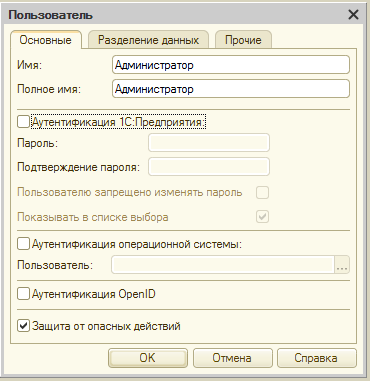 Пользователь
Основные Разделение данных Прочие
Имя: Администратор
Полное имя: Администратор
Аутентификация 1С:Предприятия:
Пароль:
Подтверждение пароля:
Пользователю запрещено изменять пароль
Показывать в списке выбора
Аутентификация операционной системы:
Пользователь: ...
Аутентификация OpenID
Защита от опасных действий
OK Отмена Справка